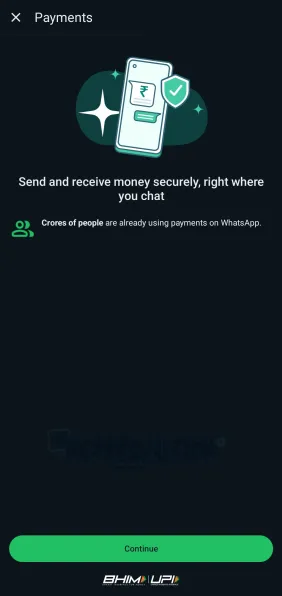 Payments
₹
Send and receive money securely, right where
you chat
Crores of people are already using payments on WhatsApp.
Continue
BHIM UPI